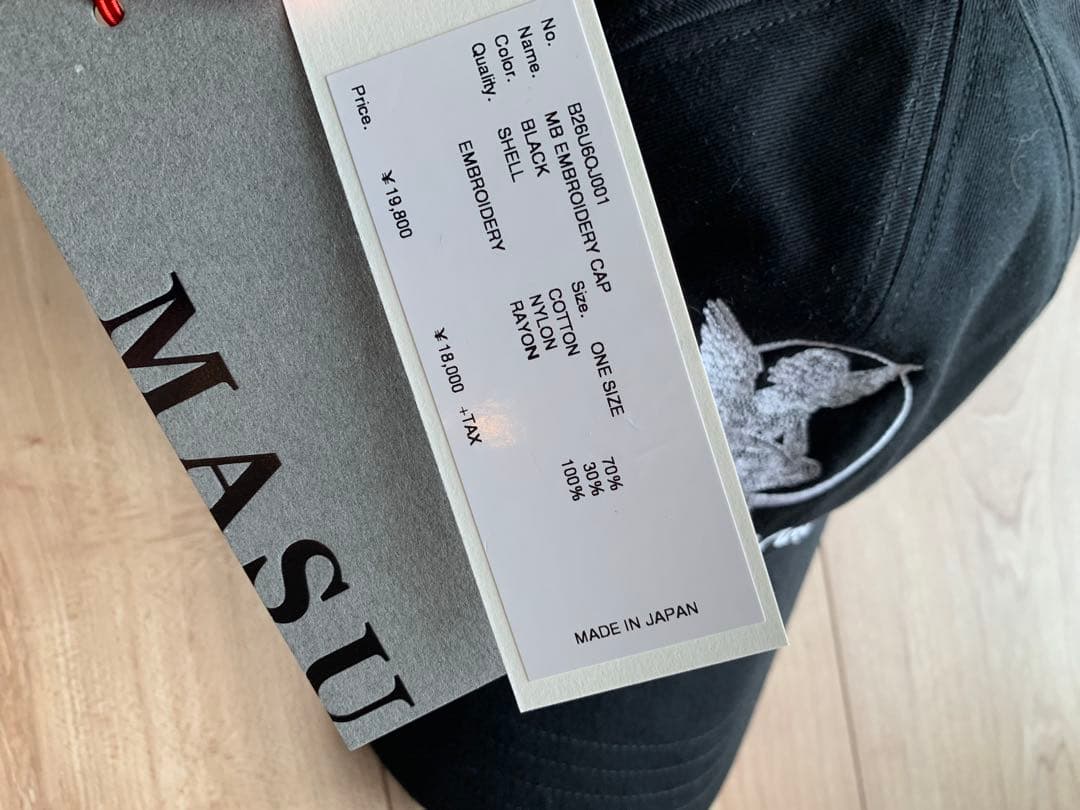 MASU
No. B26U6OJ001
Name. MB EMBROIDERY CAP
Color. BLACK Size. ONE SIZE
Quality. SHELL COTTON 70%
NYLON 30%
EMBROIDERY RAYON 100%
Price. ¥19,800 ¥18,000 +TAX
MADE IN JAPAN